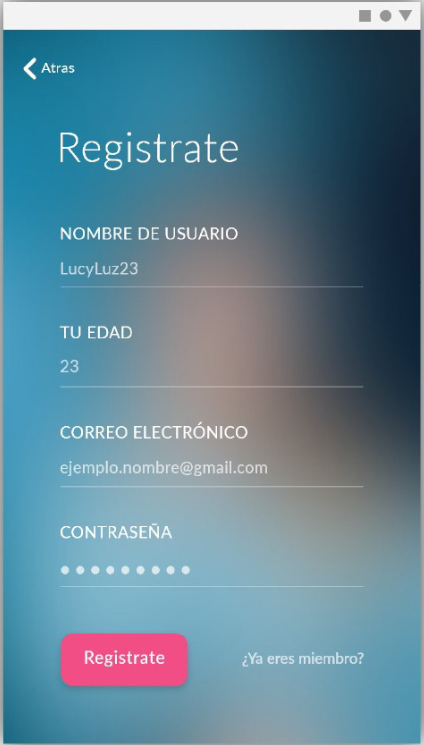 Atras
Registrate
NOMBRE DE USUARIO
LucyLuz23
TU EDAD
23
CORREO ELECTRÓNICO
ejemplo.nombre@gmail.com
CONTRASEÑA
Registrate
¿Ya eres miembro?